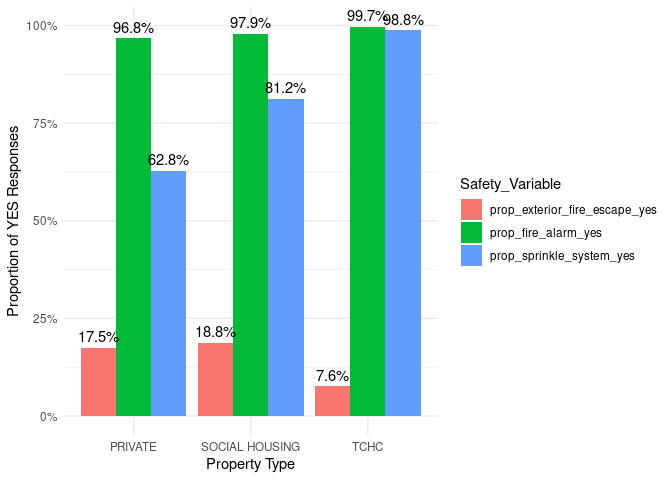 100%
75%
50%
25%
0%
Proportion of YES Responses
17.5%
96.8%
62.8%
18.8%
97.9%
81.2%
7.6%
99.7%
98.8%
PRIVATE
SOCIAL HOUSING
TCHC
Property Type
Safety_Variable
prop_exterior_fire_escape_yes
prop_fire_alarm_yes
prop_sprinkle_system_yes